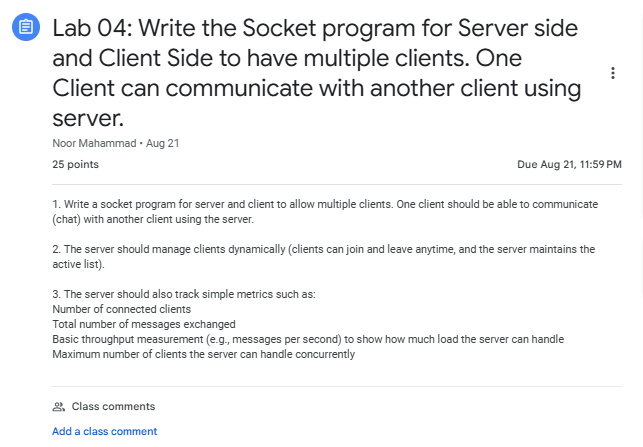 Lab 04: Write the Socket program for Server side
and Client Side to have multiple clients. One
Client can communicate with another client using
server.
Noor Mahammad • Aug 21
25 points
Due Aug 21, 11:59 PM
1. Write a socket program for server and client to allow multiple clients. One client should be able to communicate
(chat) with another client using the server.
2. The server should manage clients dynamically (clients can join and leave anytime, and the server maintains the
active list).
3. The server should also track simple metrics such as:
Number of connected clients
Total number of messages exchanged
Basic throughput measurement (e.g., messages per second) to show how much load the server can handle
Maximum number of clients the server can handle concurrently
Class comments
Add a class comment